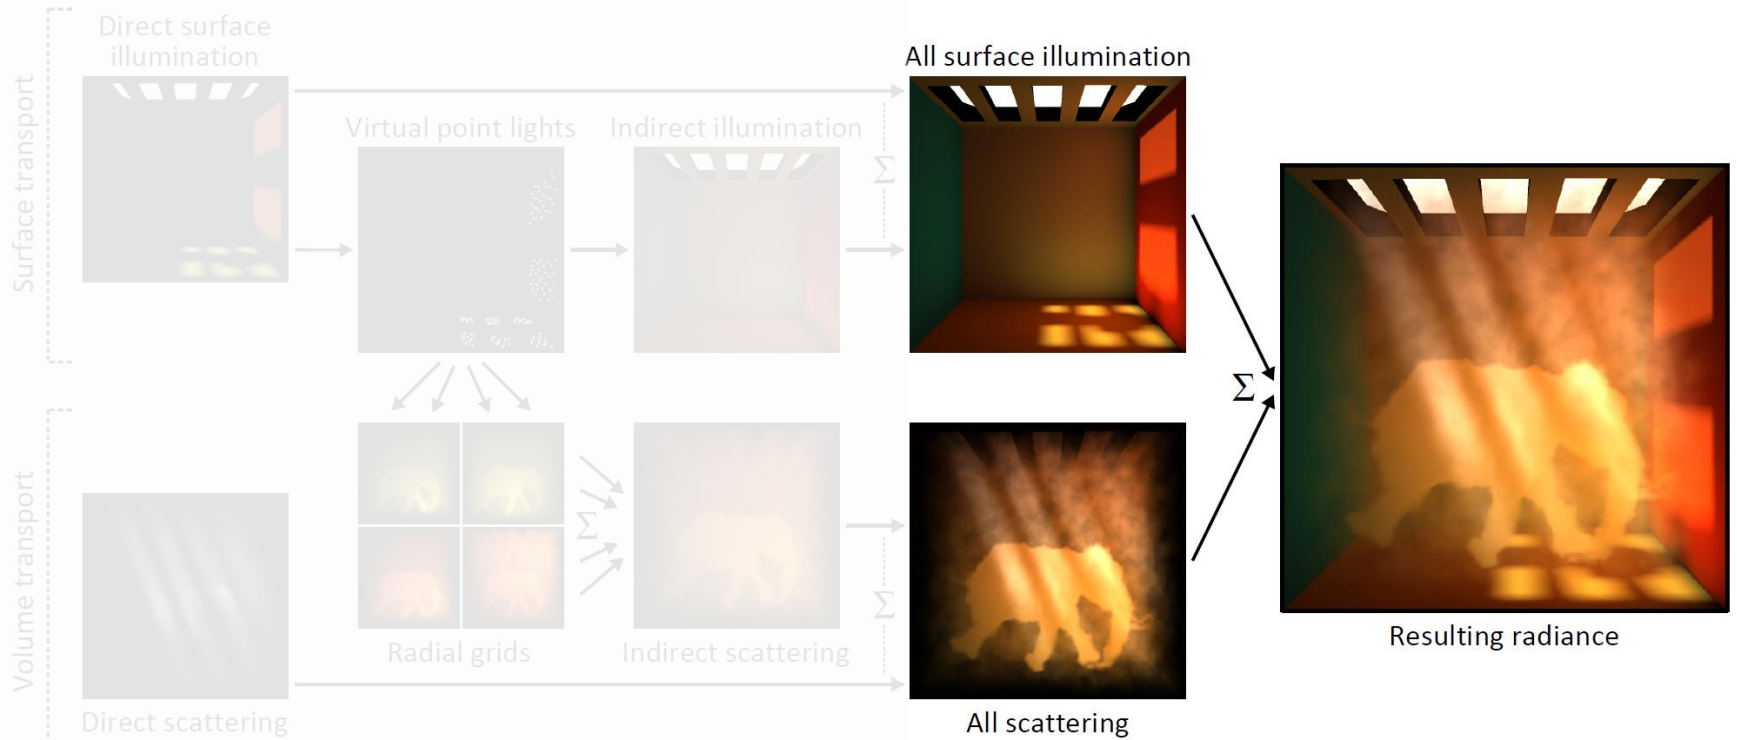 Direct surface
illumination
All surface illumination
Surface transport
Virtual point lights
Indirect illumination
Σ
Σ
Σ
Σ
Volume transport
Radial grids
Indirect scattering
Resulting radiance
Direct scattering
All scattering